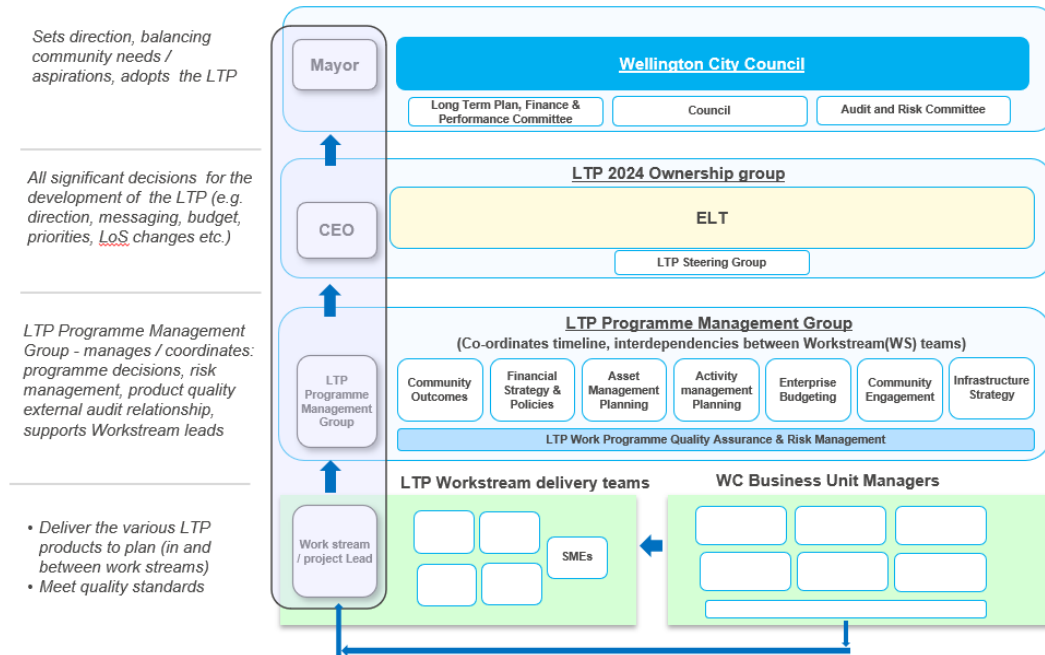 Sets direction, balancing
community needs /
aspirations, adopts the LTP
Mayor
Wellington City Council
Long Term Plan, Finance &
Performance Committee
Council
Audit and Risk Committee
All significant decisions for the
development of the LTP (e.g.
direction, messaging, budget,
priorities, LoS changes etc.)
CEO
LTP 2024 Ownership group
ELT
LTP Steering Group
LTP Programme Management
Group - manages / coordinates:
programme decisions, risk
management, product quality
external audit relationship,
supports Workstream leads
LTP
Programme
Management
Group
LTP Programme Management Group
(Co-ordinates timeline, interdependencies between Workstream(WS) teams)
Community
Outcomes
Financial
Strategy &
Policies
Asset
Management
Planning
Activity
management
Planning
Enterprise
Budgeting
Community
Engagement
Infrastructure
Strategy
LTP Work Programme Quality Assurance & Risk Management
• Deliver the various LTP
products to plan (in and
between work streams)
• Meet quality standards
Work stream
/ project Lead
LTP Workstream delivery teams
SMEs
WC Business Unit Managers